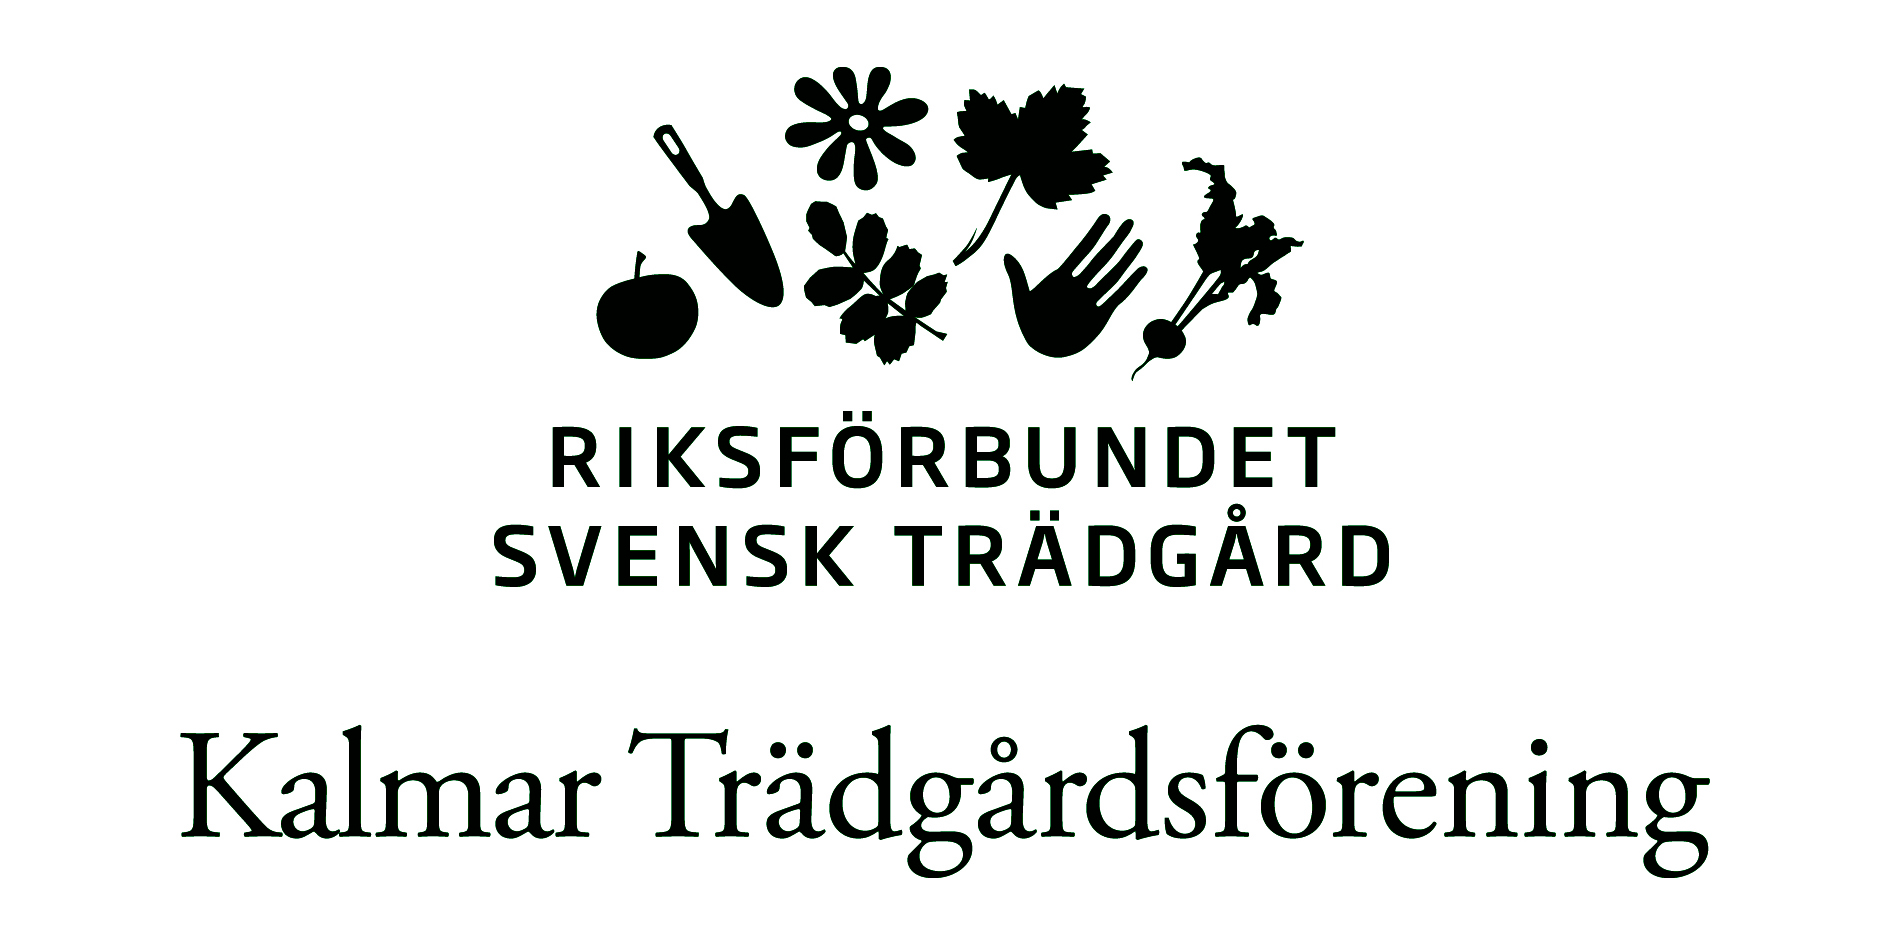 RIKSFÖRBUNDET
SVENSK TRÄDGÅRD
Kalmar Trädgårdsförening